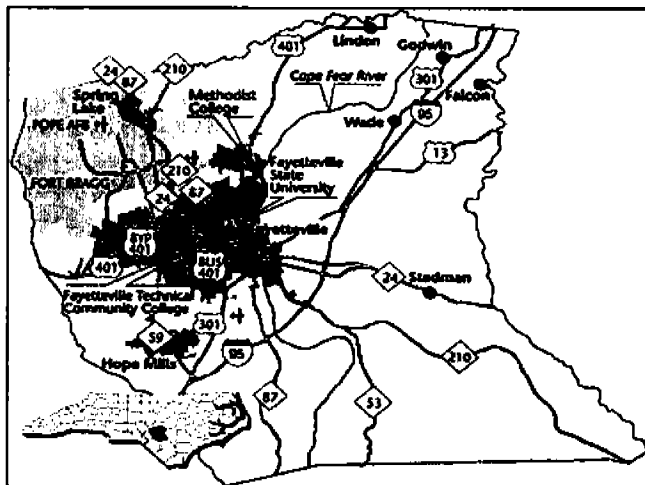 401
Linden
Godwin
24
87
210
Cape Fear River
301
95
Falcon
Spring
Lake
Methodist
College
Wade
POPE AFB
13
FORT BRAGG
210
87
24
Fayetteville
State
University
BYP
401
401
BUS
401
Fayetteville
24
Stedman
Fayetteville Technical
Community College
59
301
95
210
Hope Mills
87
53